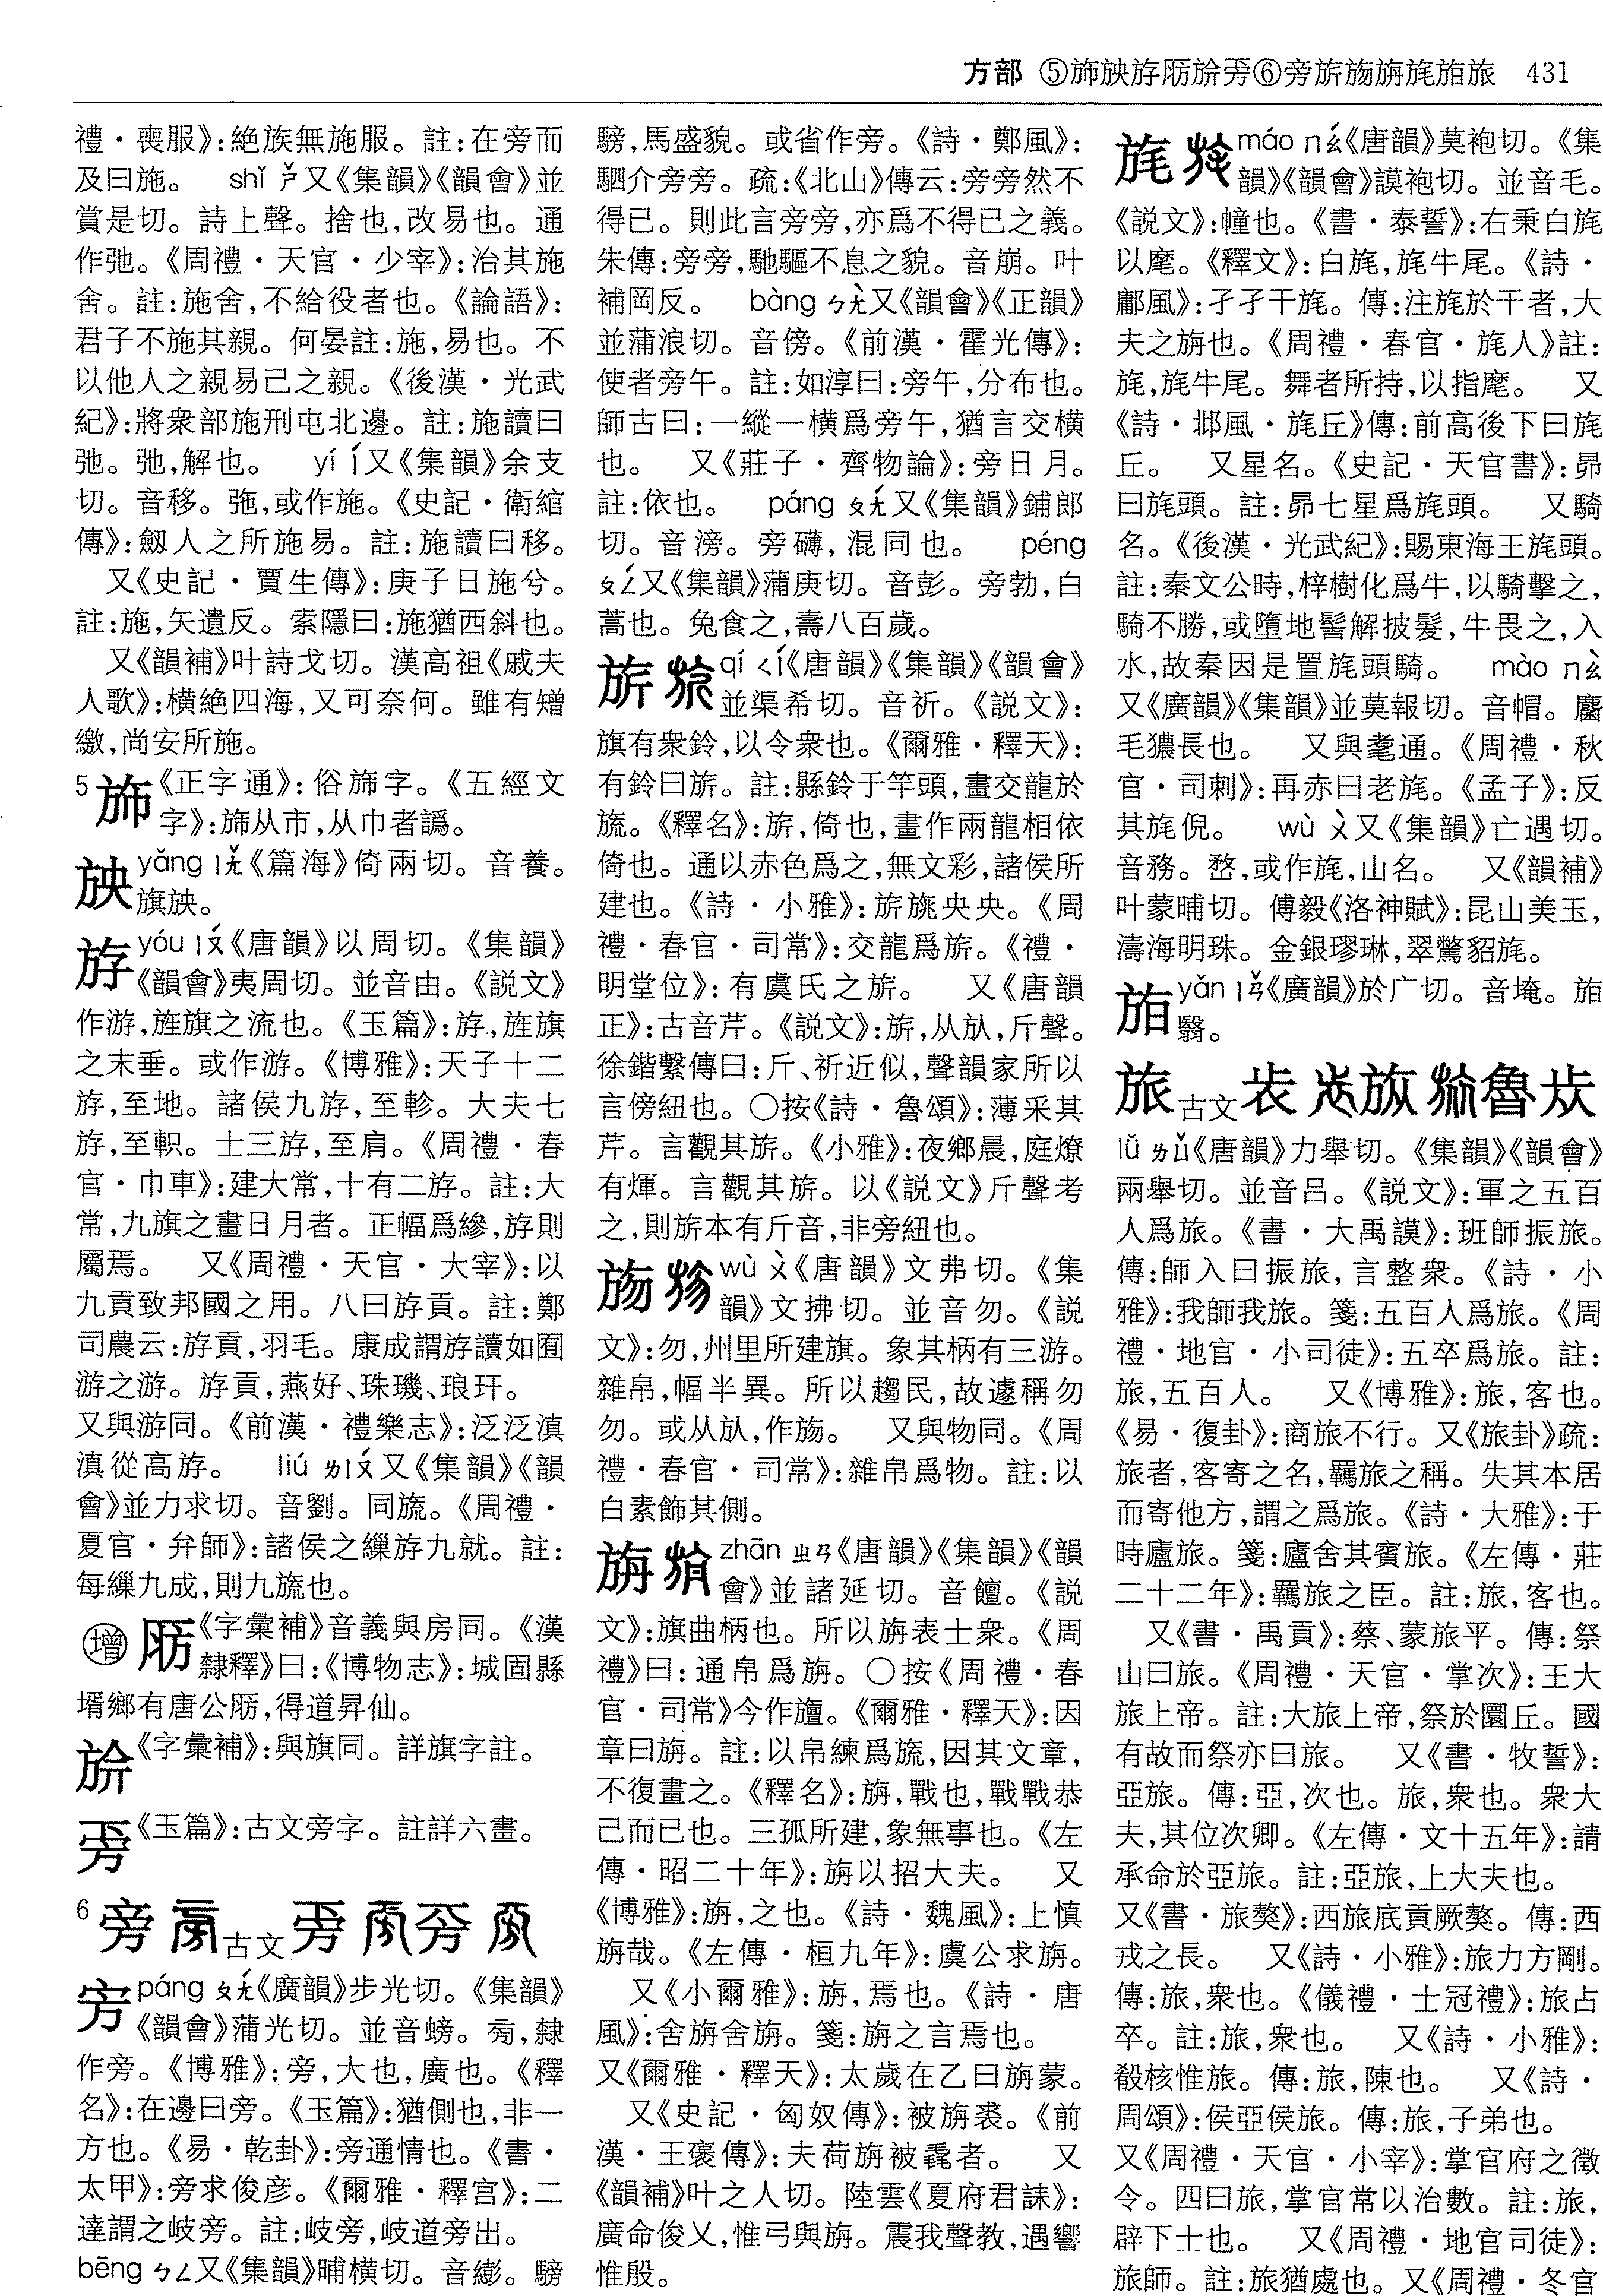 方部 ⑤㫄㫊斿㫁㫅㫄⑥旁旂㫚旃旄㫛旅 431
禮·喪服》:絶族無施服。註:在旁而
及曰施。 shǐ ㄕˇ又《集韻》《韻會》並
賞是切。詩上聲。捨也,改易也。通
作弛。《周禮·天官·少宰》:治其施
舍。註:施舍,不給役者也。《論語》:
君子不施其親。何晏註:施,易也。不
以他人之親易己之親。《後漢·光武
紀》:將衆部施刑屯北邊。註:施讀曰
弛。弛,解也。 yí ㄧˊ又《集韻》余支
切。音移。㢮,或作施。《史記·衛綰
傳》:劒人之所施易。註:施讀曰移。
又《史記·賈生傳》:庚子日施兮。
註:施,矢遺反。索隱曰:施猶西斜也。
又《韻補》叶詩戈切。漢高祖《戚夫
人歌》:横絶四海,又可奈何。雖有矰
繳,尚安所施。
5 《正字通》:俗斾字。《五經文
字》:斾从市,从巾者譌。
yǎng ㄧㄤˇ《篇海》倚兩切。音養。
旗
斿 yóu ㄧㄡˊ《唐韻》以周切。《集韻》
《韻會》夷周切。並音由。《説文》
作游,旌旗之流也。《玉篇》:斿,旌旗
之末垂。或作游。《博雅》:天子十二
斿,至地。諸侯九斿,至軫。大夫七
斿,至軹。士三斿,至肩。《周禮·春
官·巾車》:建大常,十有二斿。註:大
常,九旗之畫日月者。正幅爲縿,斿則
屬焉。 又《周禮·天官·大宰》:以
九貢致邦國之用。八曰斿貢。註:鄭
司農云:斿貢,羽毛。康成謂斿讀如囿
游之游。斿貢,燕好、珠璣、琅玕。
又與游同。《前漢·禮樂志》:泛泛滇
滇從高斿。 liú ㄌㄧㄡˊ又《集韻》《韻
會》並力求切。音劉。同旒。《周禮·
夏官·弁師》:諸侯之繅斿九就。註:
每繅九成,則九旒也。
增 《字彙補》音義與房同。《漢
隸釋》曰:《博物志》:城固縣
壻鄉有唐公,得道昇仙。
《字彙補》:與旗同。詳旗字註。
《玉篇》:古文旁字。註詳六畫。
6 旁 古文
páng ㄆㄤˊ《廣韻》步光切。《集韻》
《韻會》蒲光切。並音螃。,隸
作旁。《博雅》:旁,大也,廣也。《釋
名》:在邊曰旁。《玉篇》:猶側也,非一
方也。《易·乾卦》:旁通情也。《書·
太甲》:旁求俊彦。《爾雅·釋宫》:二
達謂之岐旁。註:岐旁,岐道旁出。
bēng ㄅㄥ又《集韻》晡横切。音繃。騯
騯,馬盛貌。或省作旁。《詩·鄭風》:
駟介旁旁。疏:《北山》傳云:旁旁然不
得已。則此言旁旁,亦爲不得已之義。
朱傳:旁旁,馳驅不息之貌。音崩。叶
補岡反。 bàng ㄅㄤˋ又《韻會》《正韻》
並蒲浪切。音傍。《前漢·霍光傳》:
使者旁午。註:如淳曰:旁午,分布也。
師古曰:一縱一横爲旁午,猶言交横
也。 又《莊子·齊物論》:旁日月。
註:依也。 páng ㄆㄤˊ又《集韻》鋪郎
切。音滂。旁礴,混同也。 péng
ㄆㄥˊ又《集韻》蒲庚切。音彭。旁勃,白
蒿也。兔食之,壽八百歲。
旂 qí ㄑㄧˊ《唐韻》《集韻》《韻會》
並渠希切。音祈。《説文》:
旗有衆鈴,以令衆也。《爾雅·釋天》:
有鈴曰旂。註:縣鈴于竿頭,畫交龍於
旒。《釋名》:旂,倚也,畫作兩龍相依
倚也。通以赤色爲之,無文彩,諸侯所
建也。《詩·小雅》:旂旐央央。《周
禮·春官·司常》:交龍爲旂。《禮·
明堂位》:有虞氏之旂。 又《唐韻
正》:古音芹。《説文》:旂,从㫃,斤聲。
徐鍇繫傳曰:斤、祈近似,聲韻家所以
言傍紐也。〇按《詩·魯頌》:薄采其
芹。言觀其旂。《小雅》:夜鄉晨,庭燎
有煇。言觀其旂。以《説文》斤聲考
之,則旂本有斤音,非旁紐也。
wù ㄨˋ《唐韻》文弗切。《集
韻》文拂切。並音勿。《説
文》:勿,州里所建旗。象其柄有三游。
雜帛,幅半異。所以趨民,故遽稱勿
勿。或从㫃,作。 又與物同。《周
禮·春官·司常》:雜帛爲物。註:以
白素飾其側。
旃 zhān ㄓㄢ《唐韻》《集韻》《韻
會》並諸延切。音饘。《説
文》:旗曲柄也。所以旃表士衆。《周
禮》曰:通帛爲旃。〇按《周禮·春
官·司常》今作旜。《爾雅·釋天》:因
章曰旃。註:以帛練爲旒,因其文章,
不復畫之。《釋名》:旃,戰也,戰戰恭
己而已也。三孤所建,象無事也。《左
傳·昭二十年》:旃以招大夫。 又
《博雅》:旃,之也。《詩·魏風》:上慎
旃哉。《左傳·桓九年》:虞公求旃。
又《小爾雅》:旃,焉也。《詩·唐
風》:舍旃舍旃。箋:旃之言焉也。
又《爾雅·釋天》:太歲在乙曰旃蒙。
又《史記·匈奴傳》:被旃裘。《前
漢·王褒傳》:夫荷旃被毳者。 又
《韻補》叶之人切。陸雲《夏府君誄》:
廣命俊乂,惟弓與旃。震我聲教,遇響
惟殷。
旄 máo ㄇㄠˊ《唐韻》莫袍切。《集
韻》《韻會》謨袍切。並音毛。
《説文》:幢也。《書·泰誓》:右秉白旄
以麾。《釋文》:白旄,旄牛尾。《詩·
鄘風》:孑孑干旄。傳:注旄於干者,大
夫之旃也。《周禮·春官·旄人》註:
旄,旄牛尾。舞者所持,以指麾。 又
《詩·邶風·旄丘》傳:前高後下曰旄
丘。 又星名。《史記·天官書》:昴
曰旄頭。註:昴七星爲旄頭。 又騎
名。《後漢·光武紀》:賜東海王旄頭。
註:秦文公時,梓樹化爲牛,以騎擊之,
騎不勝,或墮地髻解披髮,牛畏之,入
水,故秦因是置旄頭騎。 mào ㄇㄠˋ
又《廣韻》《集韻》並莫報切。音帽。䴢
毛㺜長也。 又與耄通。《周禮·秋
官·司刺》:再赤曰老旄。《孟子》:反
其旄倪。 wù ㄨˋ又《集韻》亡遇切。
音務。嵍,或作旄,山名。 又《韻補》
叶蒙晡切。傅毅《洛神賦》:昆山美玉,
濤海明珠。金銀璆琳,翠鷩貂旄。
yǎn ㄧㄢˇ《廣韻》於广切。音埯。
翳。
旅 古文
lǚ ㄌㄩˇ《唐韻》力舉切。《集韻》《韻會》
兩舉切。並音吕。《説文》:軍之五百
人爲旅。《書·大禹謨》:班師振旅。
傳:師入曰振旅,言整衆。《詩·小
雅》:我師我旅。箋:五百人爲旅。《周
禮·地官·小司徒》:五卒爲旅。註:
旅,五百人。 又《博雅》:旅,客也。
《易·復卦》:商旅不行。又《旅卦》疏:
旅者,客寄之名,羈旅之稱。失其本居
而寄他方,謂之爲旅。《詩·大雅》:于
時廬旅。箋:廬舍其賓旅。《左傳·莊
二十二年》:羈旅之臣。註:旅,客也。
又《書·禹貢》:蔡、蒙旅平。傳:祭
山曰旅。《周禮·天官·掌次》:王大
旅上帝。註:大旅上帝,祭於圜丘。國
有故而祭亦曰旅。 又《書·牧誓》:
亞旅。傳:亞,次也。旅,衆也。衆大
夫,其位次卿。《左傳·文十五年》:請
承命於亞旅。註:亞旅,上大夫也。
又《書·旅獒》:西旅底貢厥獒。傳:西
戎之長。 又《詩·小雅》:旅力方剛。
傳:旅,衆也。《儀禮·士冠禮》:旅占
卒。註:旅,衆也。 又《詩·小雅》:
殽核惟旅。傳:旅,陳也。 又《詩·
周頌》:侯亞侯旅。傳:旅,子弟也。
又《周禮·天官·小宰》:掌官府之徵
令。四曰旅,掌官常以治數。註:旅,
辟下士也。 又《周禮·地官司徒》:
旅師。註:旅猶處也。又《周禮·冬官